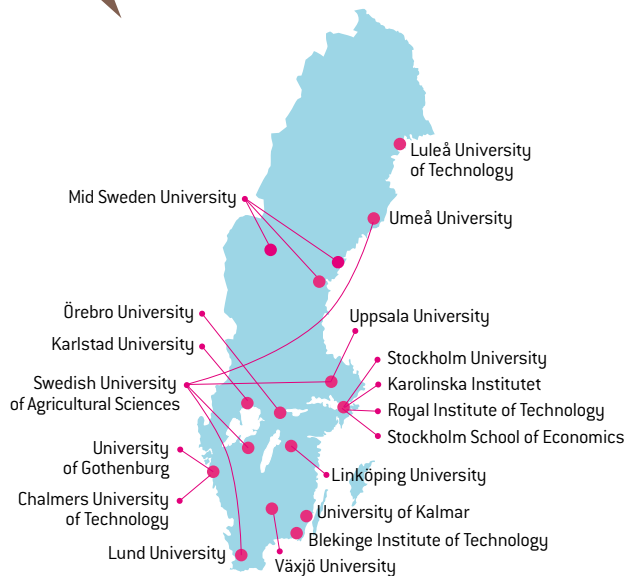 Luleå University
of Technology
Mid Sweden University
Umeå University
Örebro University
Uppsala University
Karlstad University
Stockholm University
Swedish University
of Agricultural Sciences
Karolinska Institutet
Royal Institute of Technology
Stockholm School of Economics
University
of Gothenburg
Linköping University
Chalmers University
of Technology
University of Kalmar
Blekinge Institute of Technology
Lund University
Växjö University